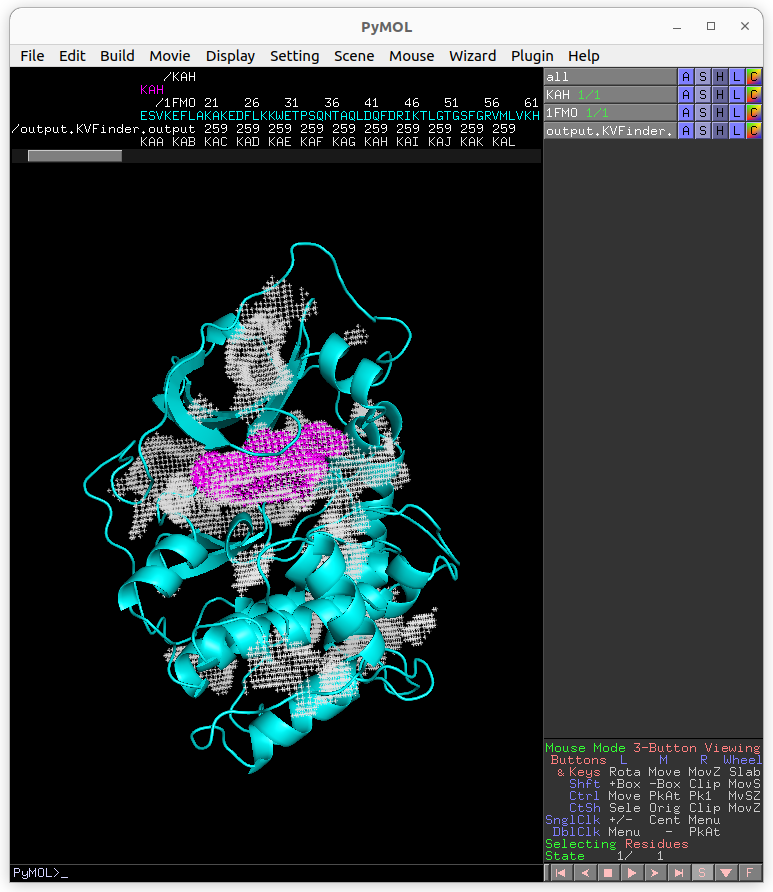 PyMOL
File Edit Build Movie Display Setting Scene Mouse Wizard Plugin Help
/KAH
KAH
/1FMO 21 26 31 36 41 46 51 56 61
ESVKEFLAKAKEDFLKKWETPSQNTAQLDQFDRIKTLGTGSFGRVMLVKH
/output.KVFinder.output 259 259 259 259 259 259 259 259 259 259
KAA KAB KAC KAD KAE KAF KAG KAH KAI KAJ KAK KAL
all A S H L C
KAH 1/1 A S H L C
1FMO 1/1 A S H L C
output.KVFinder. A S H L C
Mouse Mode 3-Button Viewing
Buttons L M R Wheel
& Keys Rota Move MovZ Slab
Shft +Box -Box Clip MovS
Ctrl Move PkAt Pk1 MvSZ
CtSh Sele Orig Clip MovZ
SnglClk +/- Cent Menu
DblClk Menu - PkAt
Selecting Residues
State 1/ 1
PyMOL>_
S F